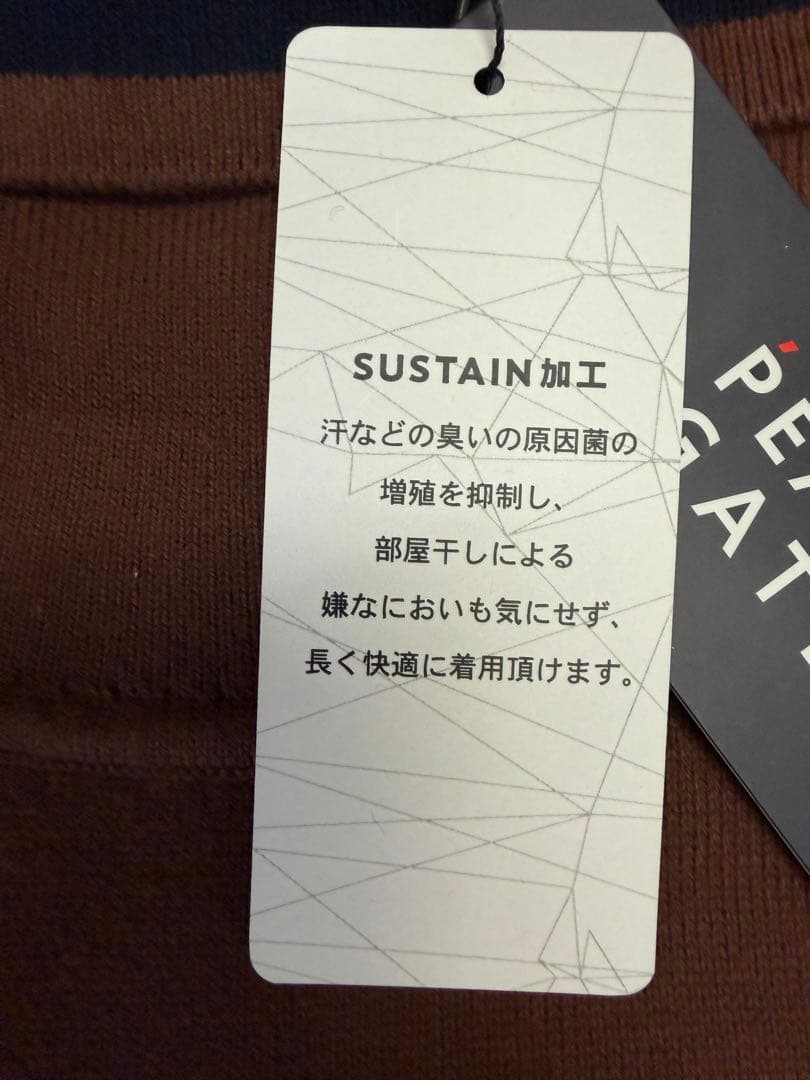 SUSTAIN加工
汗などの臭いの原因菌の
増殖を抑制し、
部屋干しによる
嫌なにおいも気にせず、
長く快適に着用頂けます。